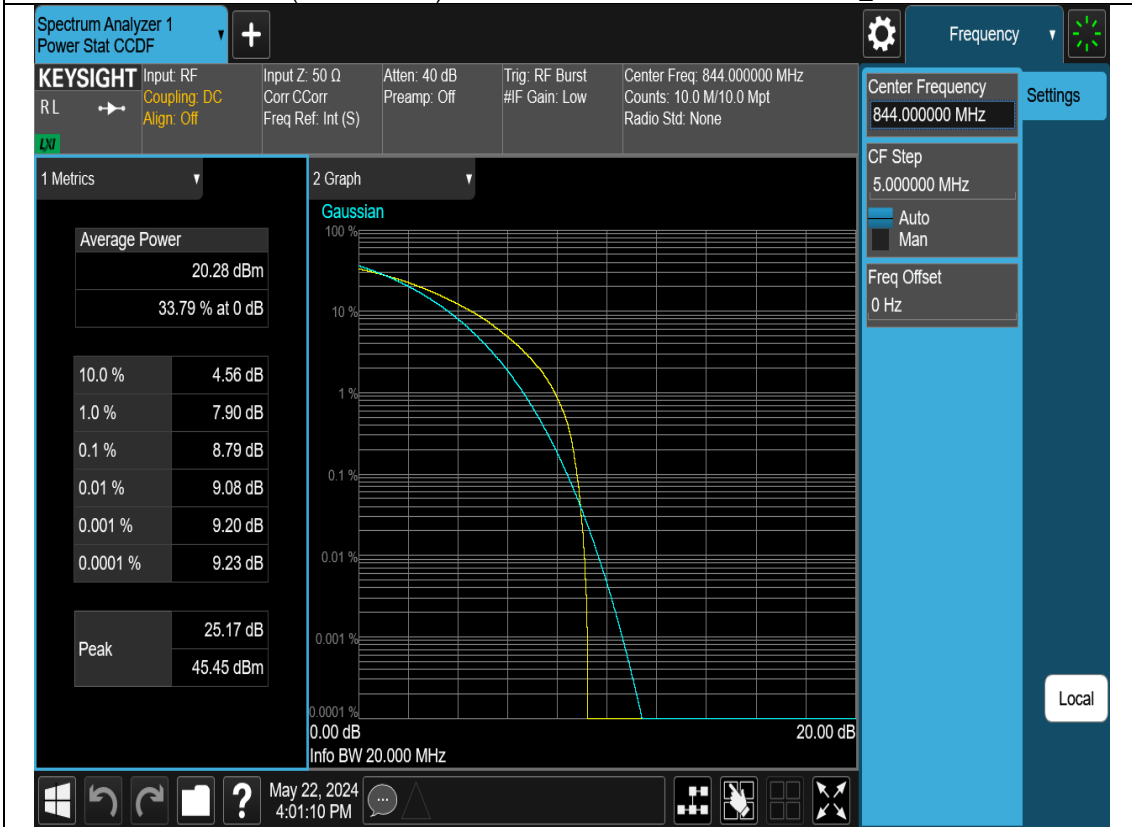 Spectrum Analyzer 1
Power Stat CCDF
Frequency
KEYSIGHT
RL
LXI
Input: RF
Coupling: DC
Align: Off
Input Z: 50 Ω
Corr CCorr
Freq Ref: Int (S)
Atten: 40 dB
Preamp: Off
Trig: RF Burst
#IF Gain: Low
Center Freq: 844.000000 MHz
Counts: 10.0 M/10.0 Mpt
Radio Std: None
Center Frequency
844.000000 MHz
Settings
CF Step
5.000000 MHz
Auto
Man
Freq Offset
0 Hz
1 Metrics
Average Power
20.28 dBm
33.79 % at 0 dB
10.0 % 4.56 dB
1.0 % 7.90 dB
0.1 % 8.79 dB
0.01 % 9.08 dB
0.001 % 9.20 dB
0.0001 % 9.23 dB
Peak
25.17 dB
45.45 dBm
2 Graph
Gaussian
100 %
10 %
1 %
0.1 %
0.01 %
0.001 %
0.0001 %
0.00 dB 20.00 dB
Info BW 20.000 MHz
Local
May 22, 2024
4:01:10 PM